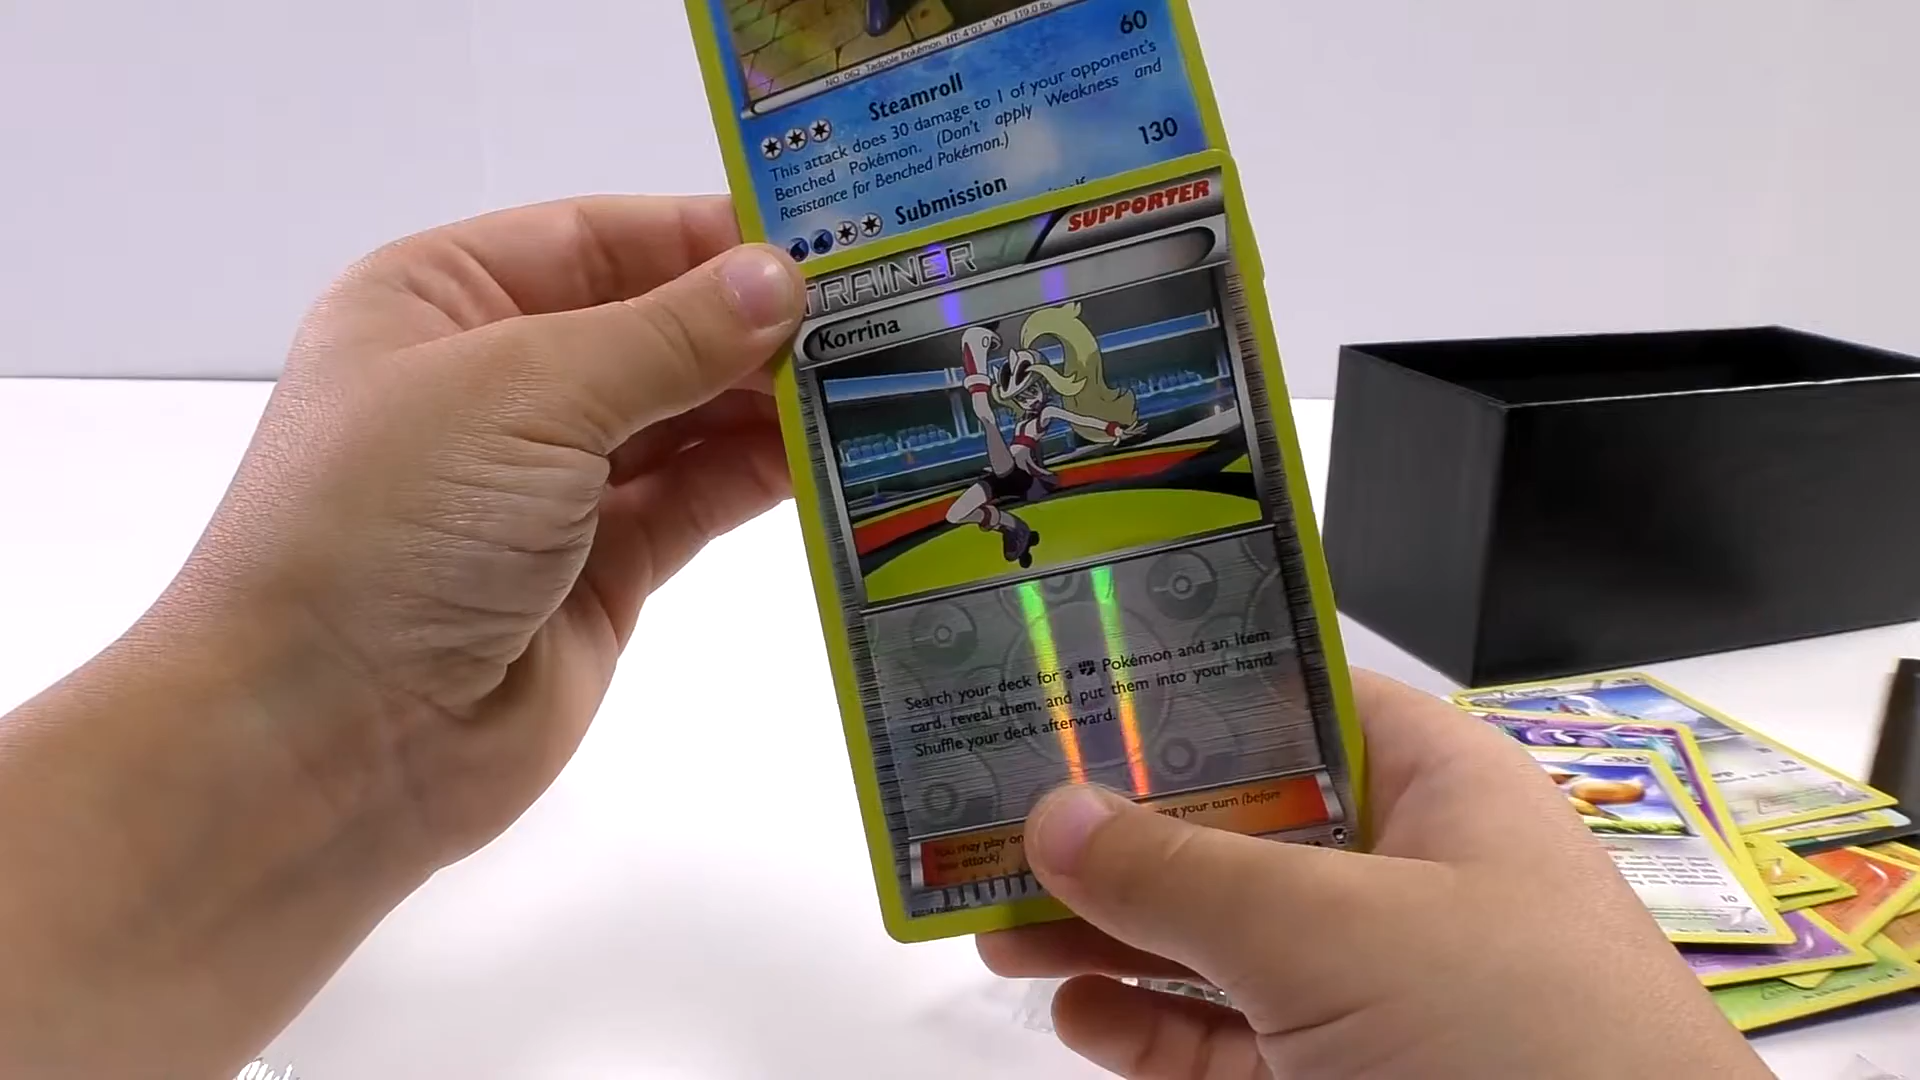 NO. 062 Tadpole Pokémon HT: 4'03" WT: 119.0 lbs.
Steamroll 60
This attack does 30 damage to 1 of your opponent's
Benched Pokémon. (Don't apply Weakness and
Resistance for Benched Pokémon.)
Submission 130
TRAINER SUPPORTER
Korrina
Search your deck for a Pokémon and an Item
card, reveal them, and put them into your hand.
Shuffle your deck afterward.
You may play on ing your turn (before
your attack).
10